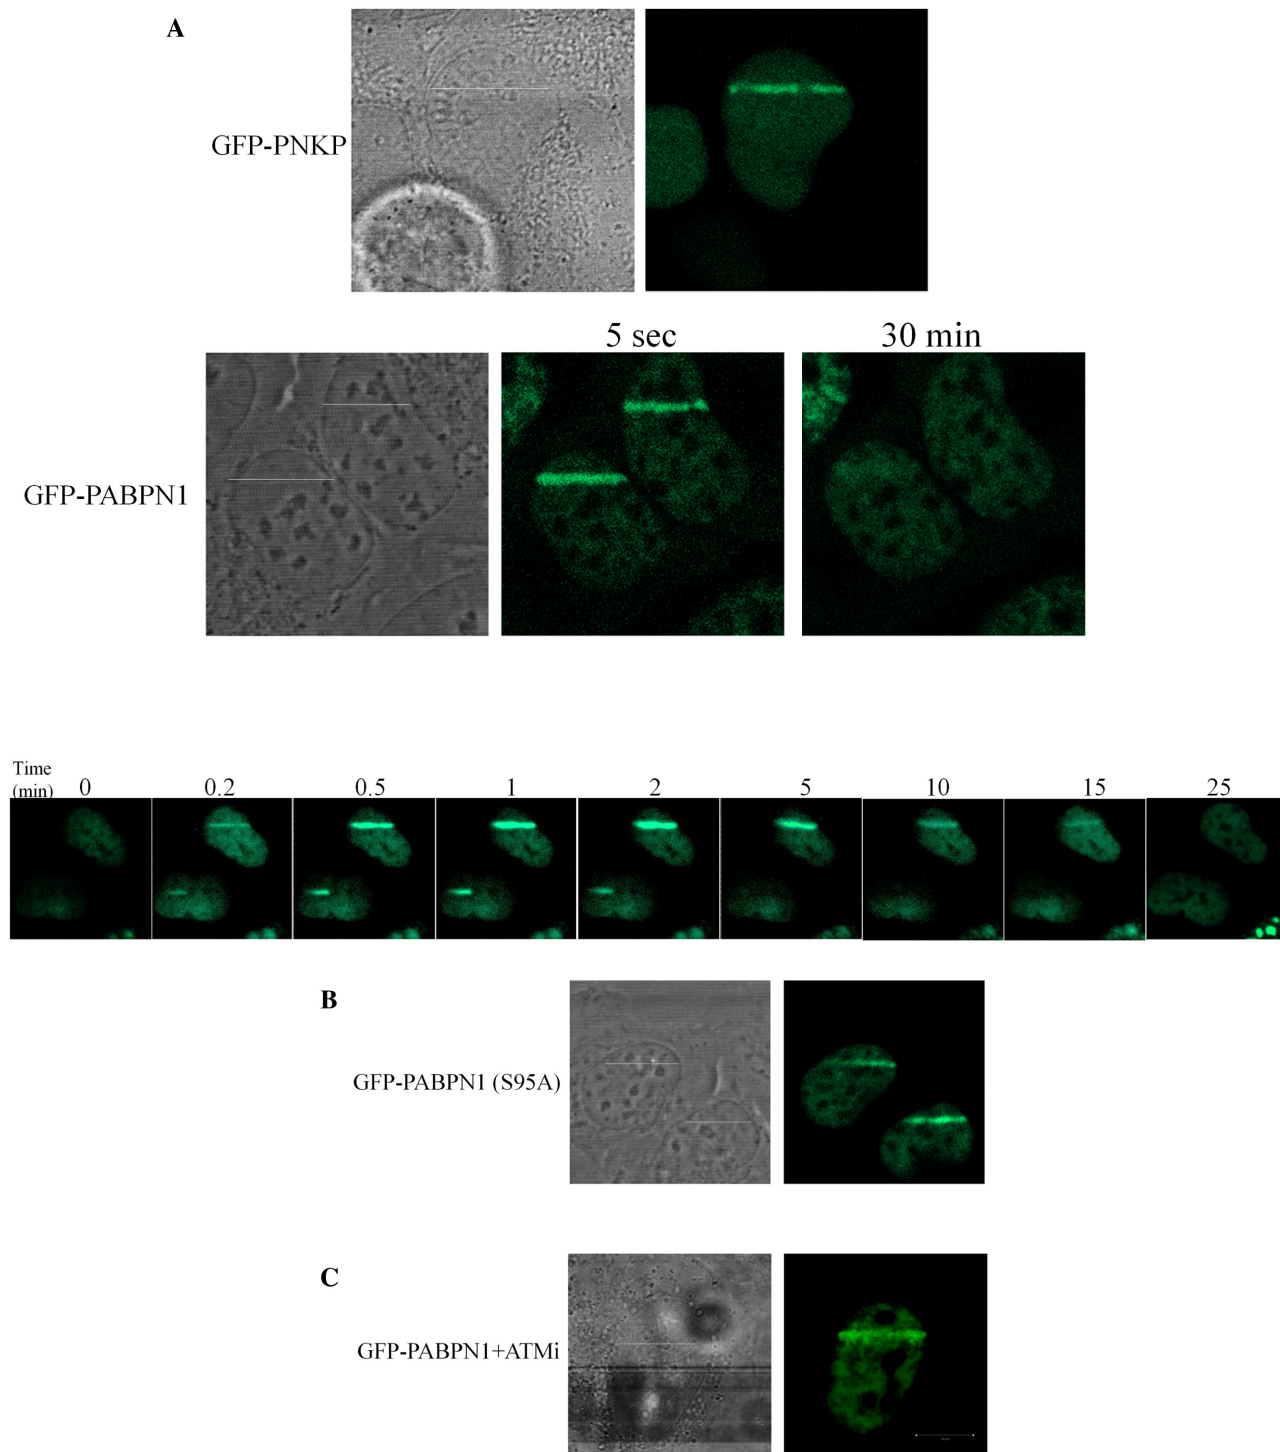 A
GFP-PNKP
5 sec 30 min
GFP-PABPN1
Time
(min) 0 0.2 0.5 1 2 5 10 15 25
B
GFP-PABPN1 (S95A)
C
GFP-PABPN1+ATMi